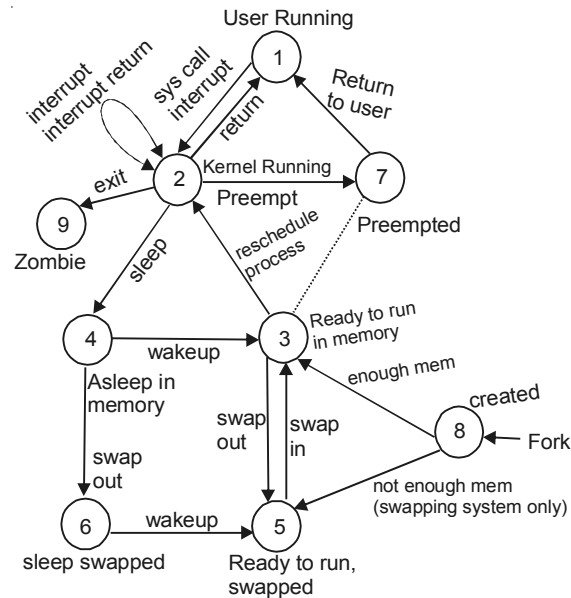 User Running
1
interrupt
interrupt return
sys call
interrupt
return
Return
to user
2
Kernel Running
7
exit
Preempt
Preempted
9
Zombie
sleep
reschedule
process
4
wakeup
3
Ready to run
in memory
Asleep in
memory
enough mem
created
swap
out
swap
in
8
Fork
swap
out
not enough mem
(swapping system only)
6
wakeup
5
sleep swapped
Ready to run,
swapped